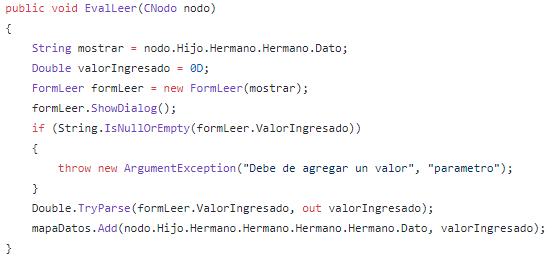 public void EvalLeer(CNodo nodo)
{
String mostrar = nodo.Hijo.Hermano.Hermano.Dato;
Double valorIngresado = 0D;
FormLeer formLeer = new FormLeer(mostrar);
formLeer.ShowDialog();
if (String.IsNullOrEmpty(formLeer.ValorIngresado))
{
throw new ArgumentException("Debe de agregar un valor", "parametro");
}
Double.TryParse(formLeer.ValorIngresado, out valorIngresado);
mapaDatos.Add(nodo.Hijo.Hermano.Hermano.Hermano.Hermano.Dato, valorIngresado);
}